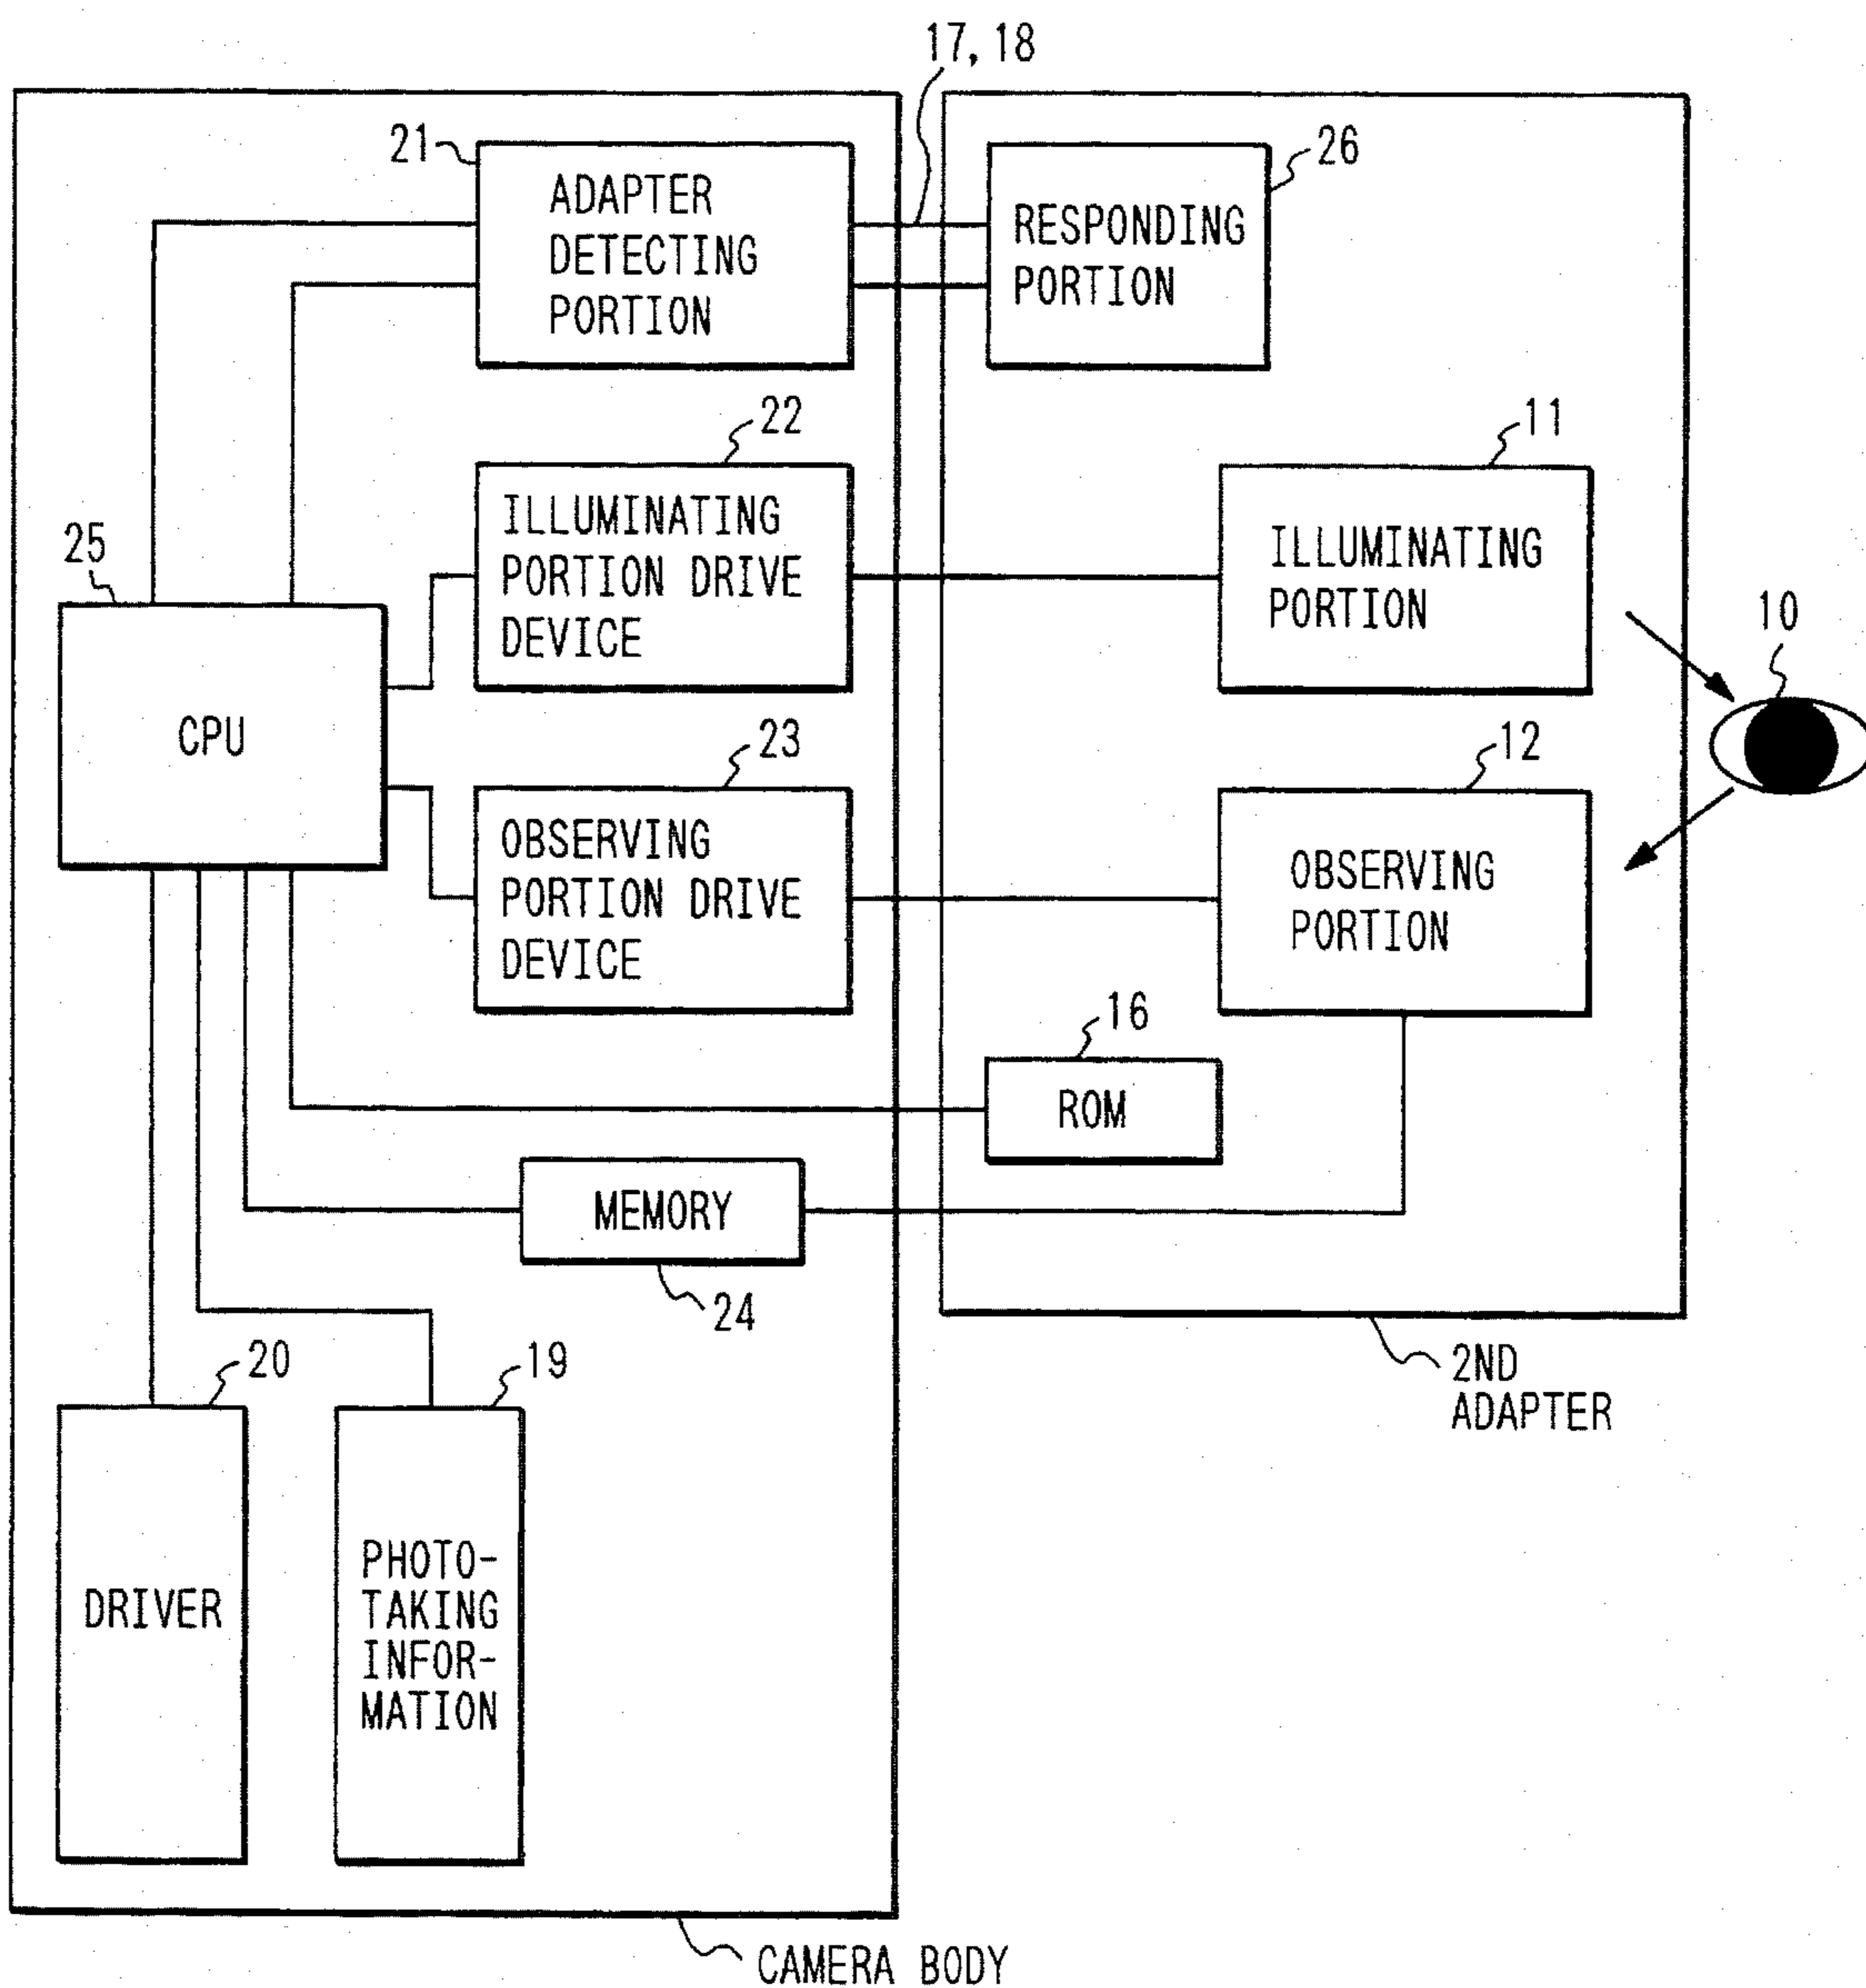 17, 18
21
ADAPTER
DETECTING
PORTION
26
RESPONDING
PORTION
22
ILLUMINATING
PORTION DRIVE
DEVICE
11
ILLUMINATING
PORTION
25
CPU
10
23
OBSERVING
PORTION DRIVE
DEVICE
12
OBSERVING
PORTION
16
ROM
MEMORY
24
2ND
ADAPTER
20
DRIVER
19
PHOTO-
TAKING
INFOR-
MATION
CAMERA BODY